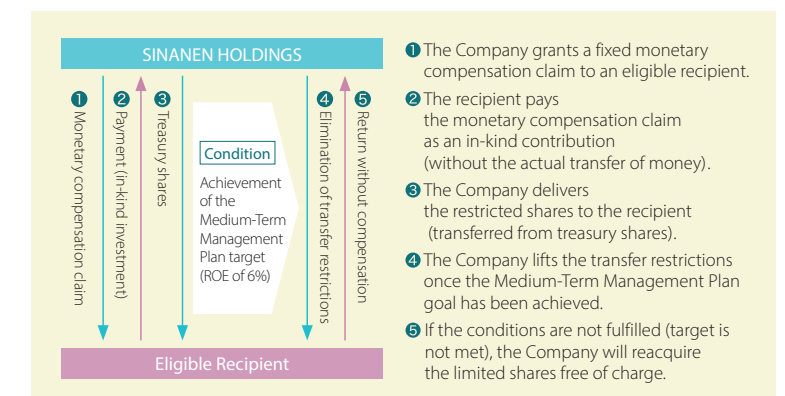 SINANEN HOLDINGS
❶ Monetary compensation claim
❷ Payment (in-kind investment)
❸ Treasury shares
Condition
Achievement
of the
Medium-Term
Management
Plan target
(ROE of 6%)
❹ Elimination of transfer restrictions
❺ Return without compensation
Eligible Recipient
❶ The Company grants a fixed monetary
compensation claim to an eligible recipient.
❷ The recipient pays
the monetary compensation claim
as an in-kind contribution
(without the actual transfer of money).
❸ The Company delivers
the restricted shares to the recipient
(transferred from treasury shares).
❹ The Company lifts the transfer restrictions
once the Medium-Term Management Plan
goal has been achieved.
❺ If the conditions are not fulfilled (target is
not met), the Company will reacquire
the limited shares free of charge.